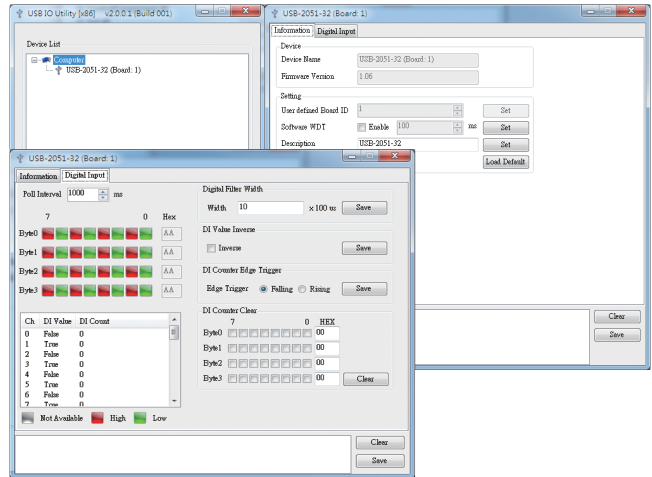 USB IO Utility [x86]    v2.0.0.1 (Build 001)
Device List
Computer
USB-2051-32 (Board: 1)
USB-2051-32 (Board: 1)
Information Digital Input
Device
Device Name USB-2051-32 (Board: 1)
Firmware Version 1.06
Setting
User defined Board ID 1 Set
Software WDT Enable 100 ms Set
Description USB-2051-32 Set
Load Default
Clear
Save
USB-2051-32 (Board: 1)
Information Digital Input
Poll Interval 1000 ms
7 0 Hex
Byte0 AA
Byte1 AA
Byte2 AA
Byte3 AA
Ch DI Value DI Count
0 False 0
1 True 0
2 False 0
3 True 0
4 False 0
5 True 0
6 False 0
7 True 0
Not Available High Low
Digital Filter Width
Width 10 x 100 us Save
DI Value Inverse
Inverse Save
DI Counter Edge Trigger
Edge Trigger Falling Rising Save
DI Counter Clear
7 0 HEX
Byte0 00
Byte1 00
Byte2 00
Byte3 00 Clear
Clear
Save